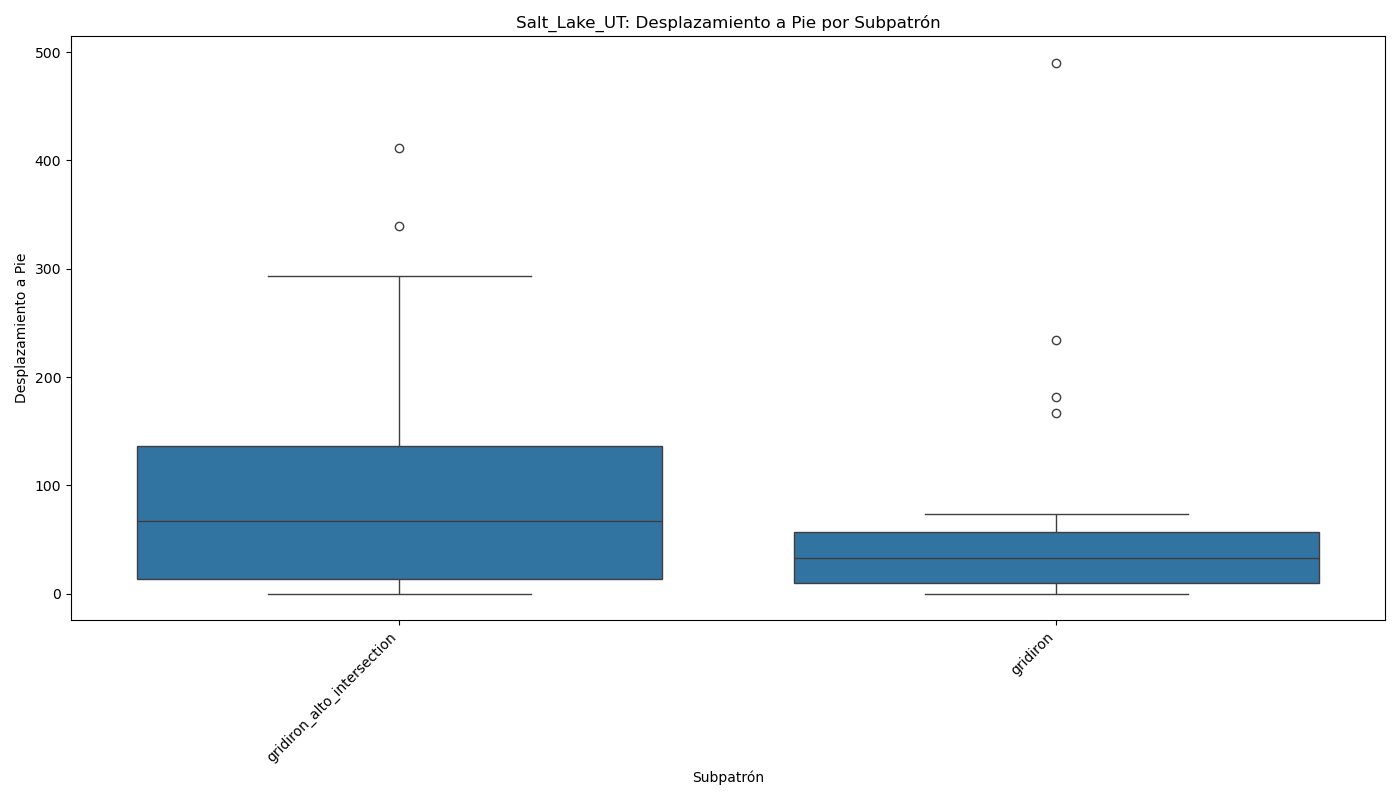 Salt_Lake_UT: Desplazamiento a Pie por Subpatrón
Desplazamiento a Pie
500
400
300
200
100
0
gridiron_alto_intersection
gridiron
Subpatrón